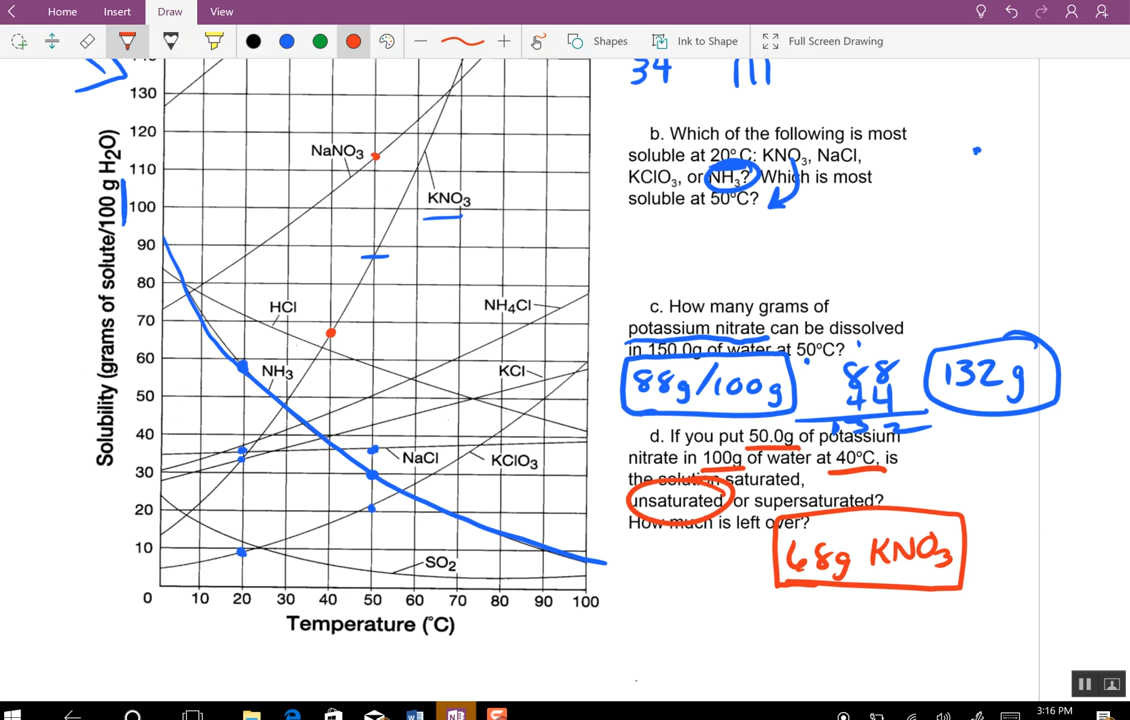 Home Insert Draw View
Shapes Ink to Shape Full Screen Drawing
34 111
130
120
110
100
90
80
70
60
50
40
30
20
10
0
10 20 30 40 50 60 70 80 90 100
Solubility (grams of solute/100 g H₂O)
Temperature (°C)
NaNO₃
KNO₃
HCl
NH₄Cl
NH₃
KCl
NaCl
KClO₃
SO₂
b. Which of the following is most
soluble at 20°C: KNO₃, NaCl,
KClO₃, or NH₃? Which is most
soluble at 50°C?
c. How many grams of
potassium nitrate can be dissolved
in 150.0g of water at 50°C?
88g/100g
88
+44
132
132g
d. If you put 50.0g of potassium
nitrate in 100g of water at 40°C, is
the solution saturated,
unsaturated, or supersaturated?
How much is left over?
68g KNO₃
3:16 PM